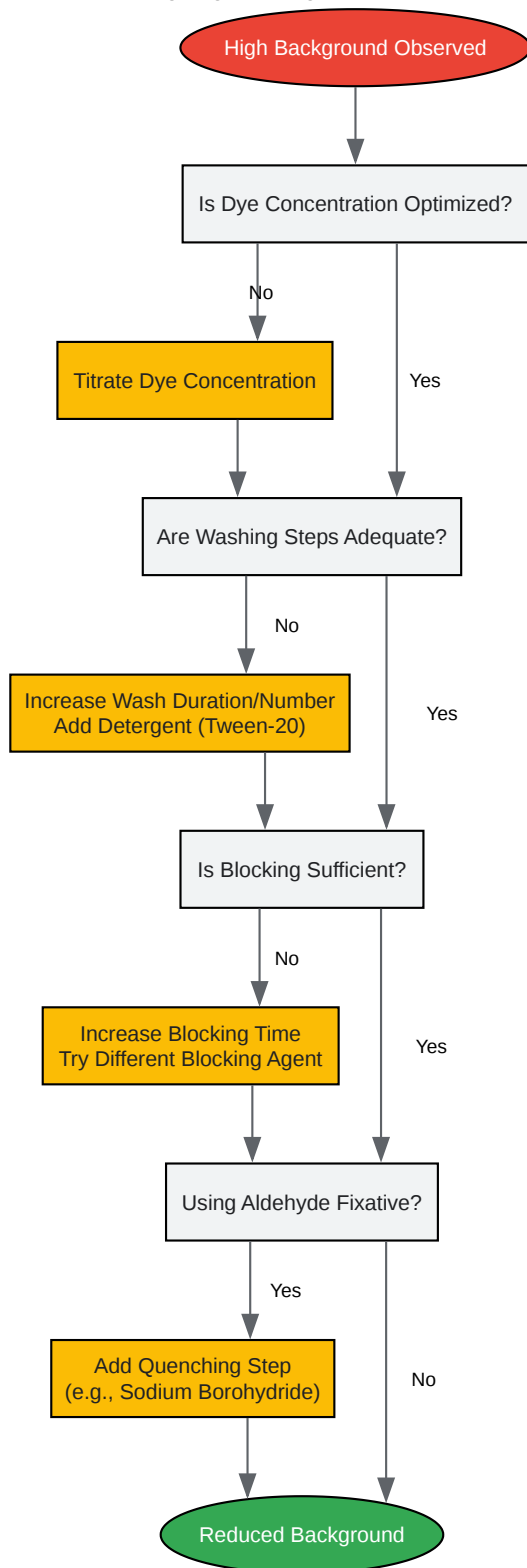 High Background Observed
Is Dye Concentration Optimized?
No
Titrate Dye Concentration
Yes
Are Washing Steps Adequate?
No
Increase Wash Duration/Number
Add Detergent (Tween-20)
Yes
Is Blocking Sufficient?
No
Increase Blocking Time
Try Different Blocking Agent
Yes
Using Aldehyde Fixative?
Yes
Add Quenching Step
(e.g., Sodium Borohydride)
No
Reduced Background